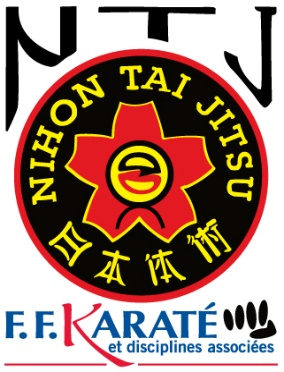 NTJ
NIHON TAI JITSU
日本体術
F.F.KARATÉ
et disciplines associées